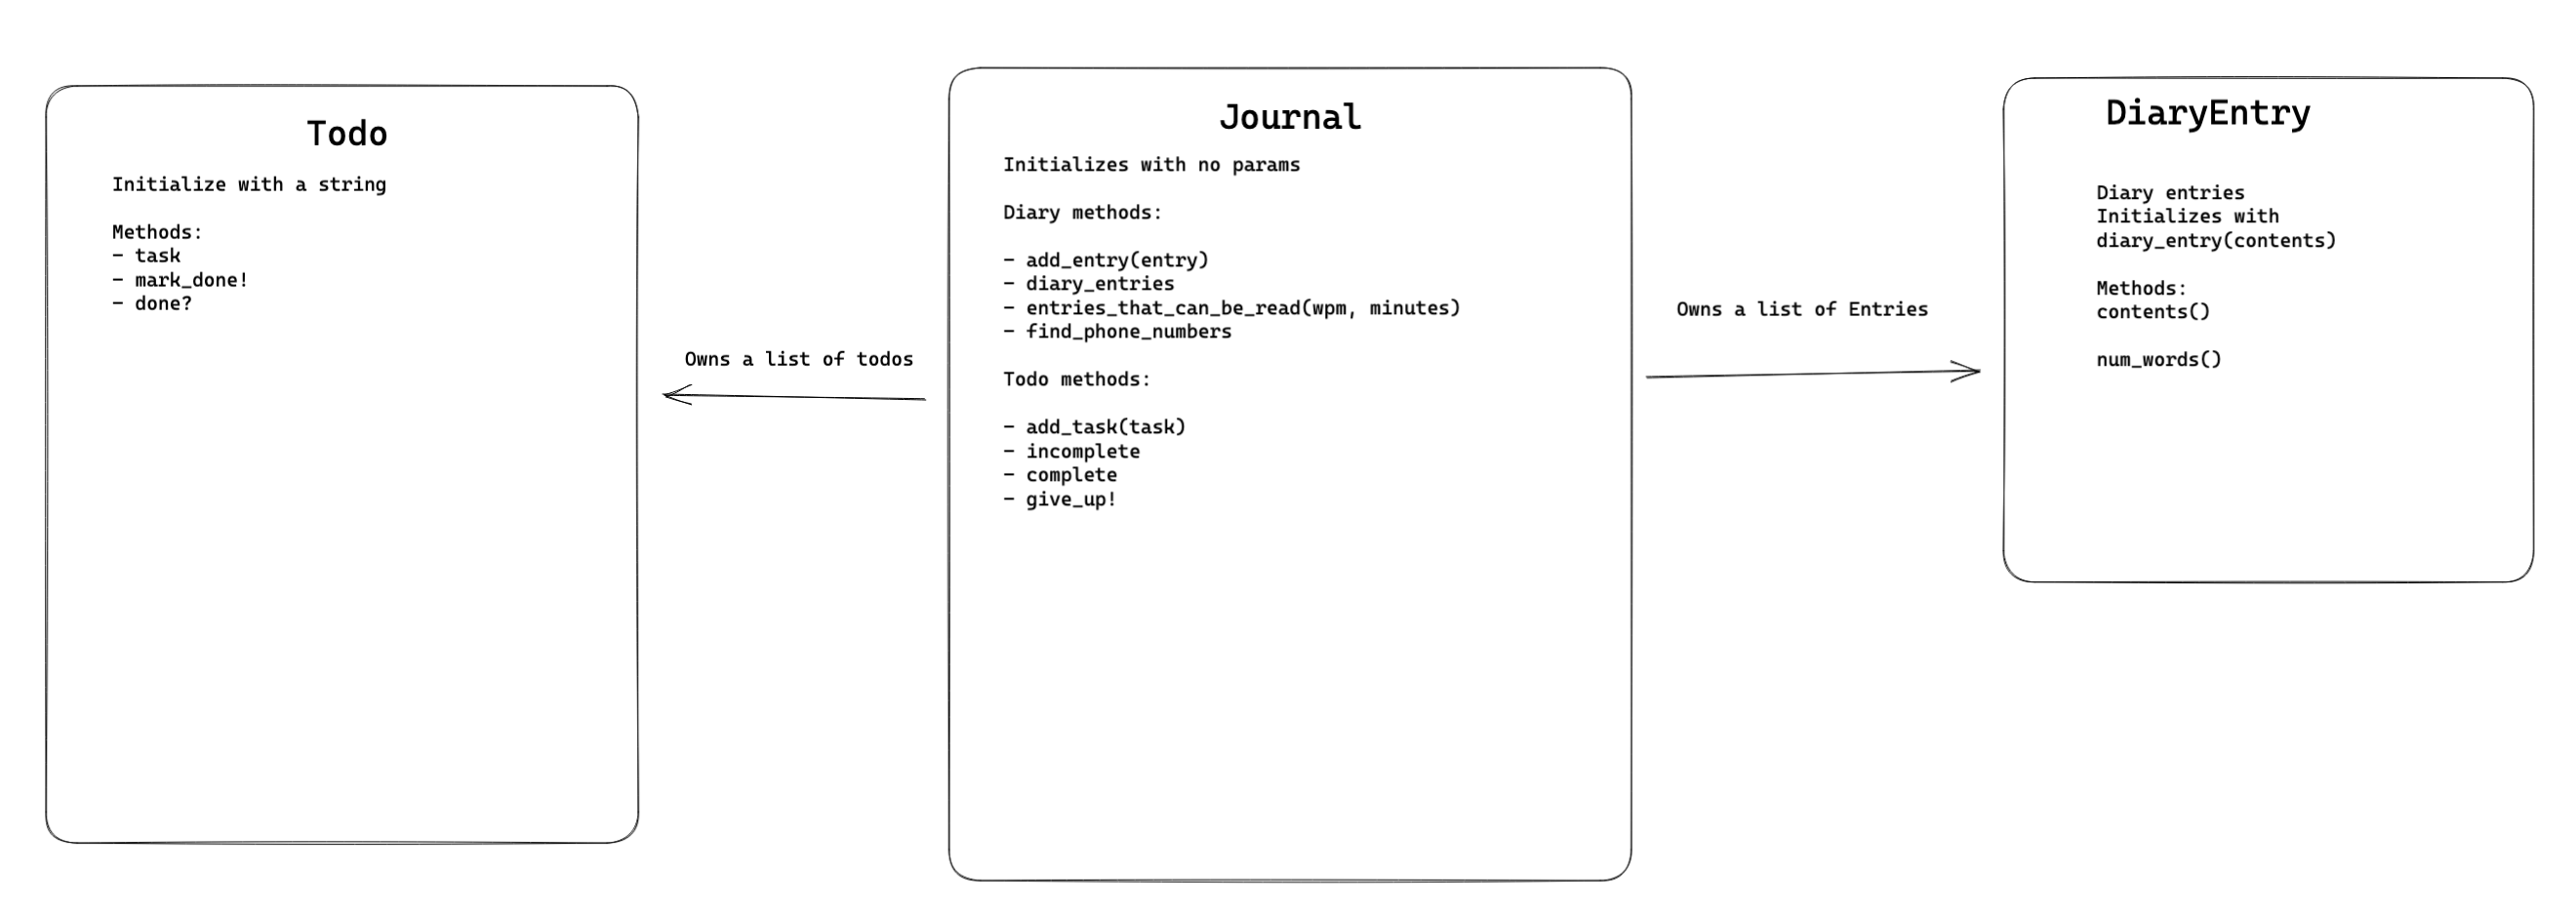 Todo
Initialize with a string
Methods:
- task
- mark_done!
- done?
Owns a list of todos
Journal
Initializes with no params
Diary methods:
- add_entry(entry)
- diary_entries
- entries_that_can_be_read(wpm, minutes)
- find_phone_numbers
Todo methods:
- add_task(task)
- incomplete
- complete
- give_up!
Owns a list of Entries
DiaryEntry
Diary entries
Initializes with
diary_entry(contents)
Methods:
contents()
num_words()